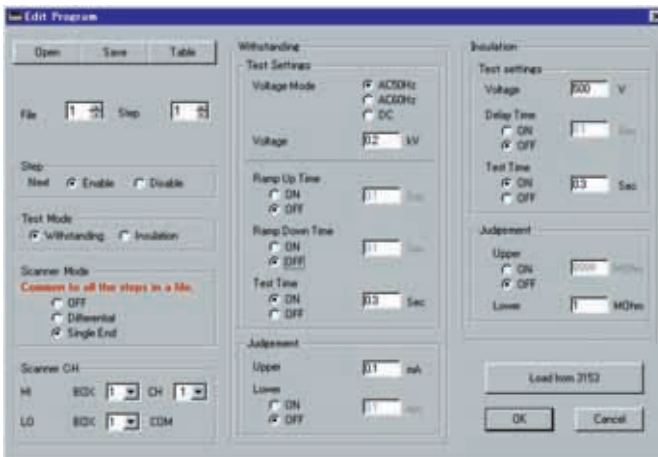 Edit Program
Open Save Table
File 1 Step 1
Step
Next Enable Disable
Test Mode
Withstanding Insulation
Scanner Mode
Common to all the steps in a file.
OFF
Differential
Single End
Scanner CH
HI BOX 1 CH 1
LO BOX 1 COM
Withstanding
Test Settings
Voltage Mode AC50Hz
AC60Hz
DC
Voltage 0.2 kV
Ramp Up Time
ON
OFF
Ramp Down Time
ON
OFF
Test Time
ON
OFF
0.3 Sec
Judgement
Upper 0.1 mA
Lower
ON
OFF
Insulation
Test settings
Voltage 500 V
Delay Time
ON
OFF
Test Time
ON
OFF
0.3 Sec
Judgement
Upper
ON
OFF
MOhm
Lower 1 MOhm
Load from 3153
OK Cancel